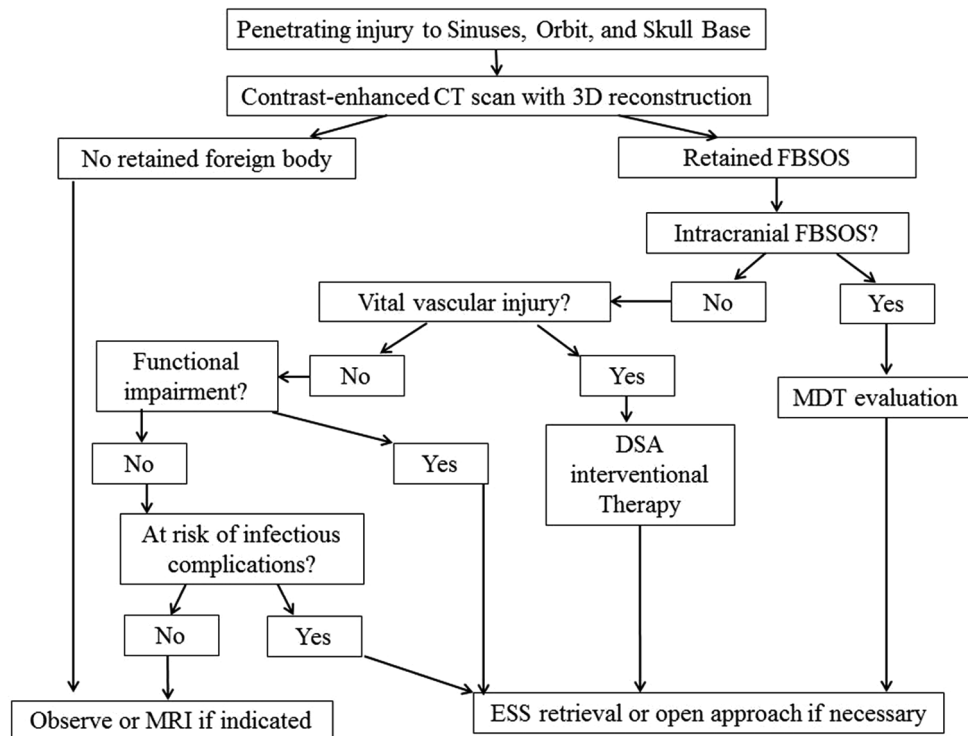 Penetrating injury to Sinuses, Orbit, and Skull Base
Contrast-enhanced CT scan with 3D reconstruction
No retained foreign body
Retained FBSOS
Intracranial FBSOS?
Vital vascular injury?
No
Yes
Functional
impairment?
No
Yes
MDT evaluation
No
Yes
DSA
interventional
Therapy
At risk of infectious
complications?
No
Yes
Observe or MRI if indicated
ESS retrieval or open approach if necessary